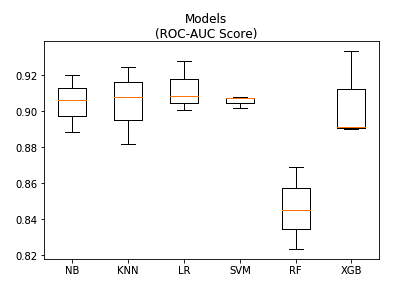 Models
(ROC-AUC Score)
0.92
0.90
0.88
0.86
0.84
0.82
NB KNN LR SVM RF XGB